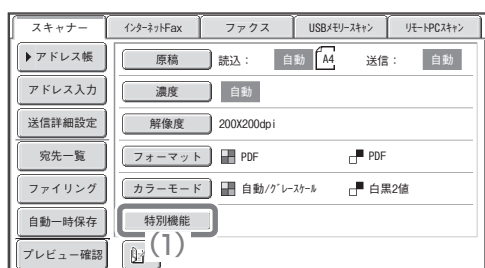 スキャナー インターネットFax ファクス USBメモリースキャン リモートPCスキャン
アドレス帳 原稿 読込： 自動 A4 送信： 自動
アドレス入力 濃度 自動
送信詳細設定 解像度 200X200dpi
宛先一覧 フォーマット PDF PDF
ファイリング カラーモード 自動/グレースケール 白黒2値
自動一時保存 特別機能
プレビュー確認 (1)